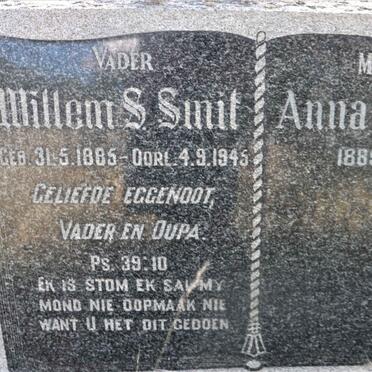 VADER
Willem S. Smit
GEB. 31-5-1885 - OORL. 4.9.1945
GELIEFDE EGGENOOT,
VADER EN OUPA.
PS. 39:10
EK IS STOM EK SAL MY
MOND NIE OOPMAAK NIE
WANT U HET DIT GEDOEN
M
Anna
1889